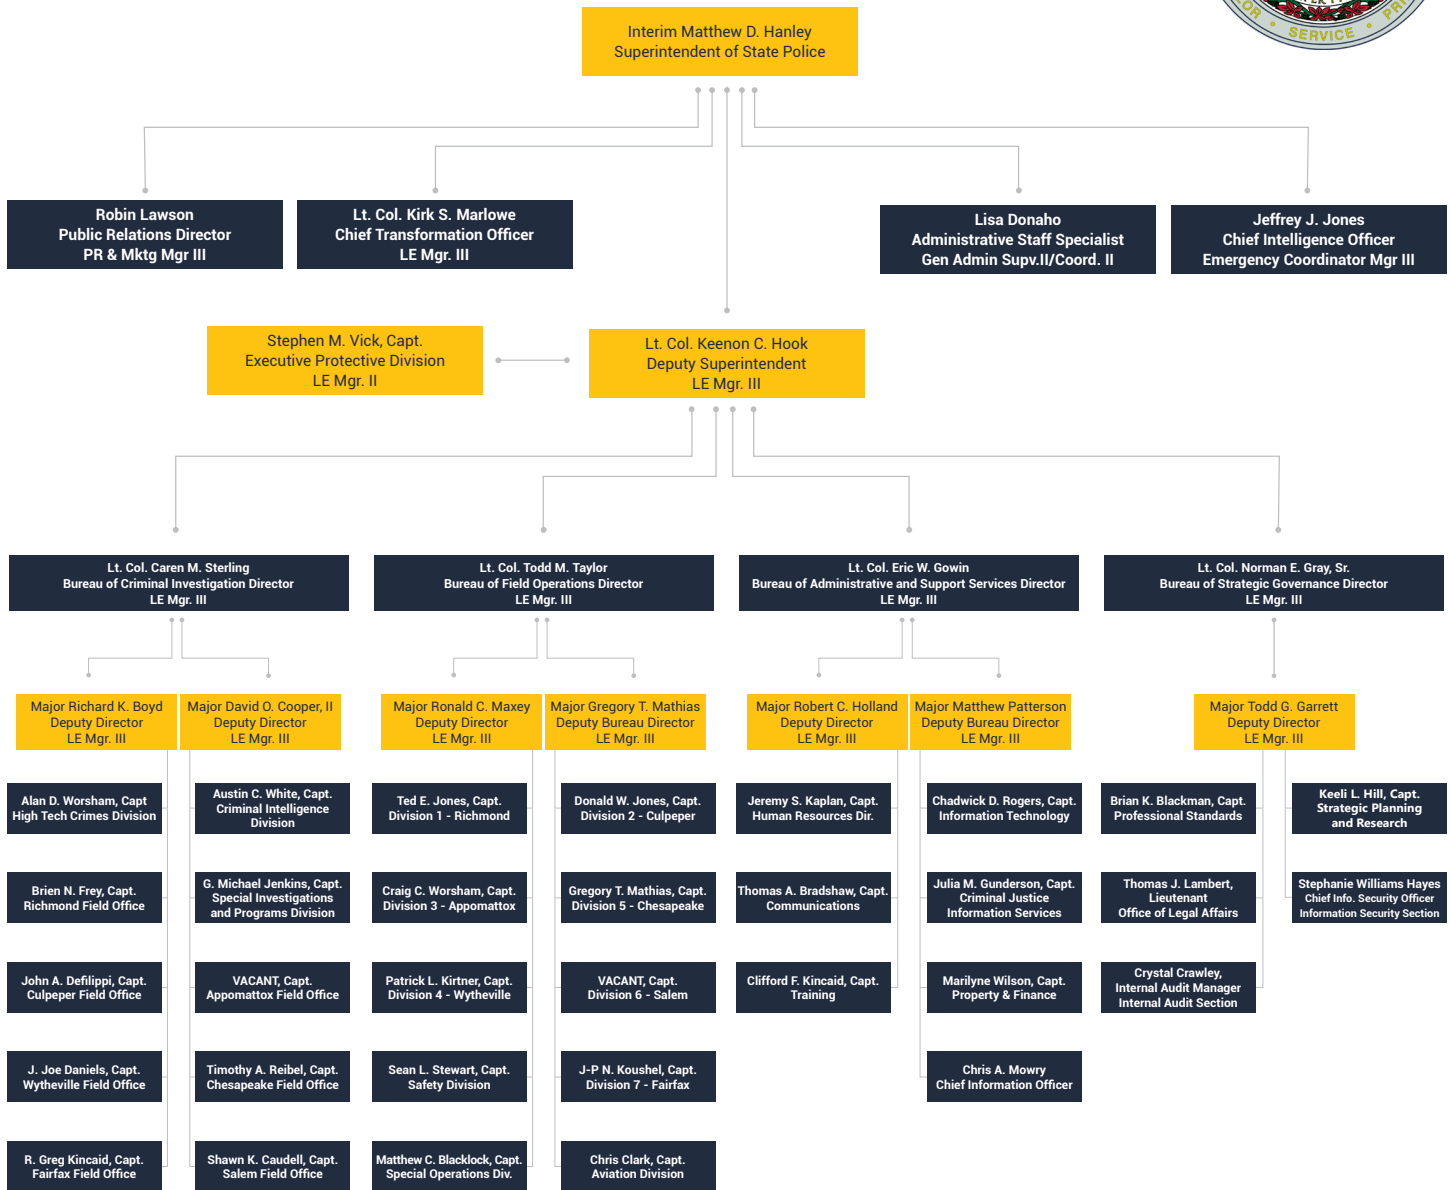 Interim Matthew D. Hanley
Superintendent of State Police
SERVICE
Robin Lawson
Public Relations Director
PR & Mktg Mgr III
Lt. Col. Kirk S. Marlowe
Chief Transformation Officer
LE Mgr. III
Lisa Donaho
Administrative Staff Specialist
Gen Admin Supv.II/Coord. II
Jeffrey J. Jones
Chief Intelligence Officer
Emergency Coordinator Mgr III
Stephen M. Vick, Capt.
Executive Protective Division
LE Mgr. II
Lt. Col. Keenon C. Hook
Deputy Superintendent
LE Mgr. III
Lt. Col. Caren M. Sterling
Bureau of Criminal Investigation Director
LE Mgr. III
Lt. Col. Todd M. Taylor
Bureau of Field Operations Director
LE Mgr. III
Lt. Col. Eric W. Gowin
Bureau of Administrative and Support Services Director
LE Mgr. III
Lt. Col. Norman E. Gray, Sr.
Bureau of Strategic Governance Director
LE Mgr. III
Major Richard K. Boyd
Deputy Director
LE Mgr. III
Major David O. Cooper, II
Deputy Director
LE Mgr. III
Major Ronald C. Maxey
Deputy Director
LE Mgr. III
Major Gregory T. Mathias
Deputy Bureau Director
LE Mgr. III
Major Robert C. Holland
Deputy Director
LE Mgr. III
Major Matthew Patterson
Deputy Bureau Director
LE Mgr. III
Major Todd G. Garrett
Deputy Director
LE Mgr. III
Alan D. Worsham, Capt
High Tech Crimes Division
Austin C. White, Capt.
Criminal Intelligence
Division
Ted E. Jones, Capt.
Division 1 - Richmond
Donald W. Jones, Capt.
Division 2 - Culpeper
Jeremy S. Kaplan, Capt.
Human Resources Dir.
Chadwick D. Rogers, Capt.
Information Technology
Brian K. Blackman, Capt.
Professional Standards
Keeli L. Hill, Capt.
Strategic Planning
and Research
Brien N. Frey, Capt.
Richmond Field Office
G. Michael Jenkins, Capt.
Special Investigations
and Programs Division
Craig C. Worsham, Capt.
Division 3 - Appomattox
Gregory T. Mathias, Capt.
Division 5 - Chesapeake
Thomas A. Bradshaw, Capt.
Communications
Julia M. Gunderson, Capt.
Criminal Justice
Information Services
Thomas J. Lambert,
Lieutenant
Office of Legal Affairs
Stephanie Williams Hayes
Chief Info. Security Officer
Information Security Section
John A. Defilippi, Capt.
Culpeper Field Office
VACANT, Capt.
Appomattox Field Office
Patrick L. Kirtner, Capt.
Division 4 - Wytheville
VACANT, Capt.
Division 6 - Salem
Clifford F. Kincaid, Capt.
Training
Marilyne Wilson, Capt.
Property & Finance
Crystal Crawley,
Internal Audit Manager
Internal Audit Section
J. Joe Daniels, Capt.
Wytheville Field Office
Timothy A. Reibel, Capt.
Chesapeake Field Office
Sean L. Stewart, Capt.
Safety Division
J-P N. Koushel, Capt.
Division 7 - Fairfax
Chris A. Mowry
Chief Information Officer
R. Greg Kincaid, Capt.
Fairfax Field Office
Shawn K. Caudell, Capt.
Salem Field Office
Matthew C. Blacklock, Capt.
Special Operations Div.
Chris Clark, Capt.
Aviation Division